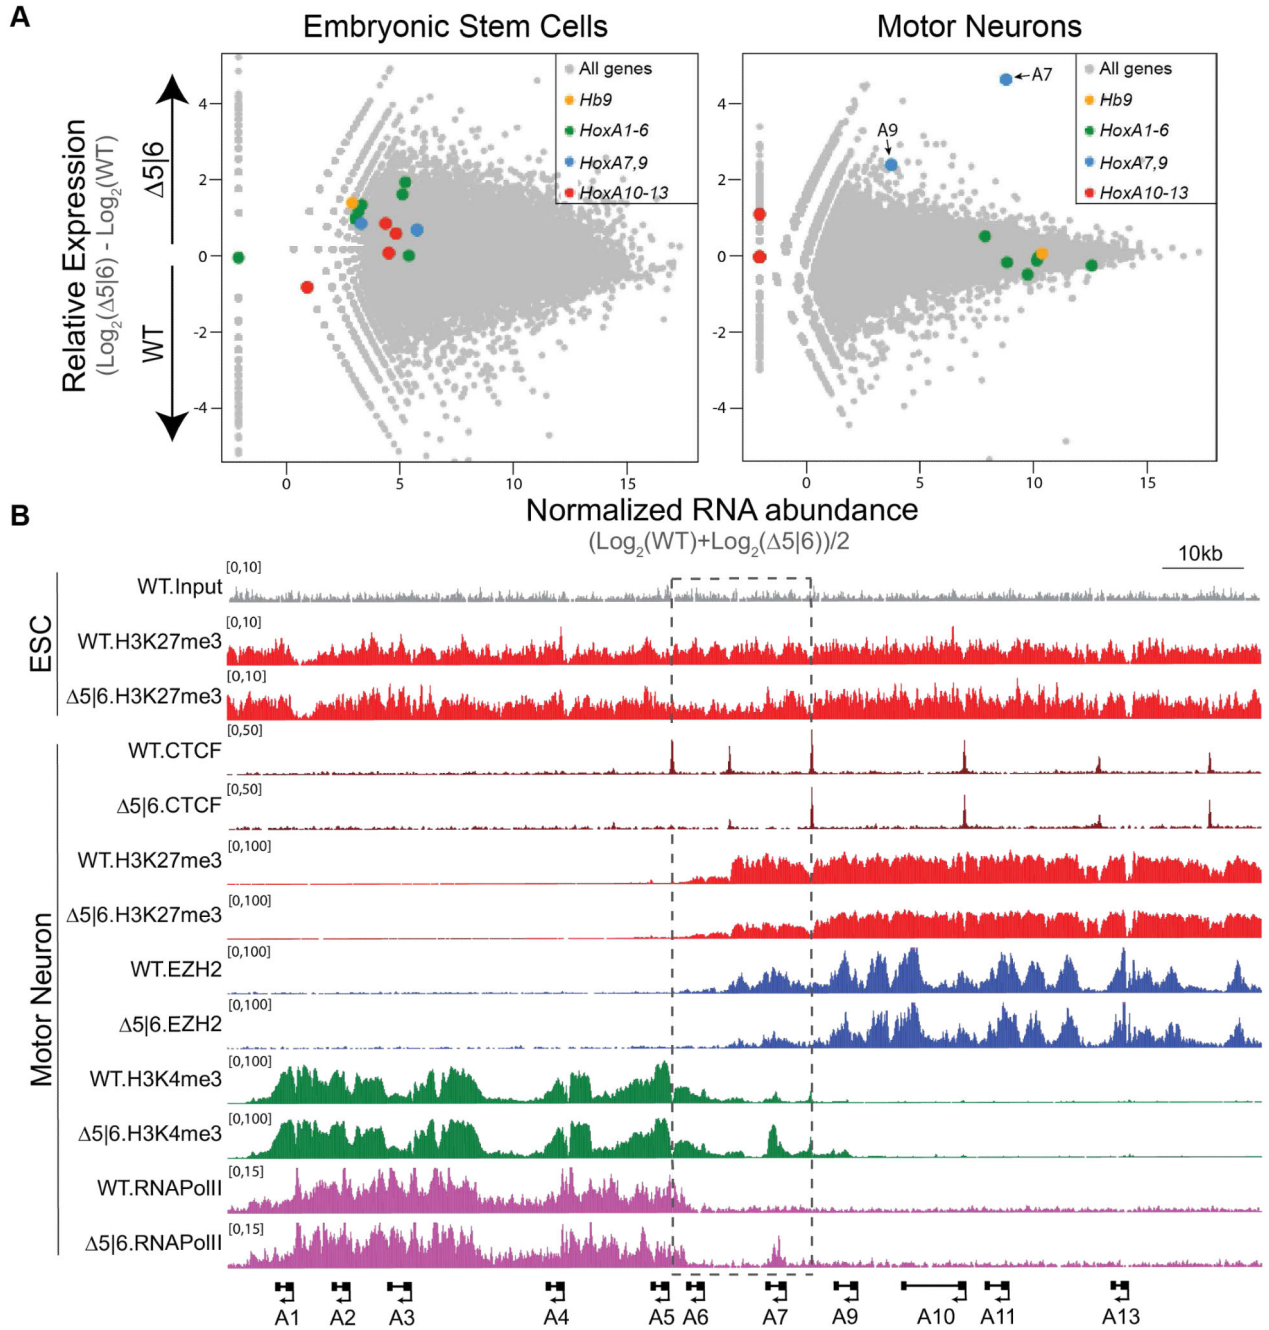 A
Embryonic Stem Cells
Motor Neurons
Relative Expression
(Log2(Δ5|6) - Log2(WT)
Δ5|6
WT
4
2
0
-2
-4
0 5 10 15
All genes
Hb9
HoxA1-6
HoxA7,9
HoxA10-13
4
2
0
-2
-4
0 5 10 15
A7
A9
All genes
Hb9
HoxA1-6
HoxA7,9
HoxA10-13
Normalized RNA abundance
(Log2(WT)+Log2(Δ5|6))/2
B
10kb
ESC
WT.Input [0,10]
WT.H3K27me3 [0,10]
Δ5|6.H3K27me3 [0,10]
Motor Neuron
WT.CTCF [0,50]
Δ5|6.CTCF [0,50]
WT.H3K27me3 [0,100]
Δ5|6.H3K27me3 [0,100]
WT.EZH2 [0,100]
Δ5|6.EZH2 [0,100]
WT.H3K4me3 [0,100]
Δ5|6.H3K4me3 [0,100]
WT.RNAPolII [0,15]
Δ5|6.RNAPolII [0,15]
A1 A2 A3 A4 A5 A6 A7 A9 A10 A11 A13